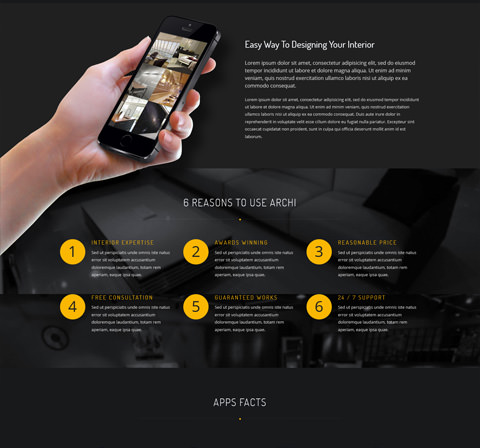 Easy Way To Designing Your Interior
Lorem ipsum dolor sit amet, consectetur adipisicing elit, sed do eiusmod
tempor incididunt ut labore et dolore magna aliqua. Ut enim ad minim
veniam, quis nostrud exercitation ullamco laboris nisi ut aliquip ex ea
commodo consequat.
Lorem ipsum dolor sit amet, consectetur adipisicing elit, sed do eiusmod tempor incididunt ut
labore et dolore magna aliqua. Ut enim ad minim veniam, quis nostrud exercitation ullamco
laboris nisi ut aliquip ex ea commodo consequat. Duis aute irure dolor in
reprehenderit in voluptate velit esse cillum dolore eu fugiat nulla pariatur. Excepteur sint
occaecat cupidatat non proident, sunt in culpa qui officia deserunt mollit anim id est
laborum.
6 REASONS TO USE ARCHI
1 INTERIOR EXPERTISE
Sed ut perspiciatis unde omnis iste natus
error sit voluptatem accusantium
doloremque laudantium, totam rem
aperiam, eaque ipsa quae.
2 AWARDS WINNING
Sed ut perspiciatis unde omnis iste natus
error sit voluptatem accusantium
doloremque laudantium, totam rem
aperiam, eaque ipsa quae.
3 REASONABLE PRICE
Sed ut perspiciatis unde omnis iste natus
error sit voluptatem accusantium
doloremque laudantium, totam rem
aperiam, eaque ipsa quae.
4 FREE CONSULTATION
Sed ut perspiciatis unde omnis iste natus
error sit voluptatem accusantium
doloremque laudantium, totam rem
aperiam, eaque ipsa quae.
5 GUARANTEED WORKS
Sed ut perspiciatis unde omnis iste natus
error sit voluptatem accusantium
doloremque laudantium, totam rem
aperiam, eaque ipsa quae.
6 24 / 7 SUPPORT
Sed ut perspiciatis unde omnis iste natus
error sit voluptatem accusantium
doloremque laudantium, totam rem
aperiam, eaque ipsa quae.
APPS FACTS